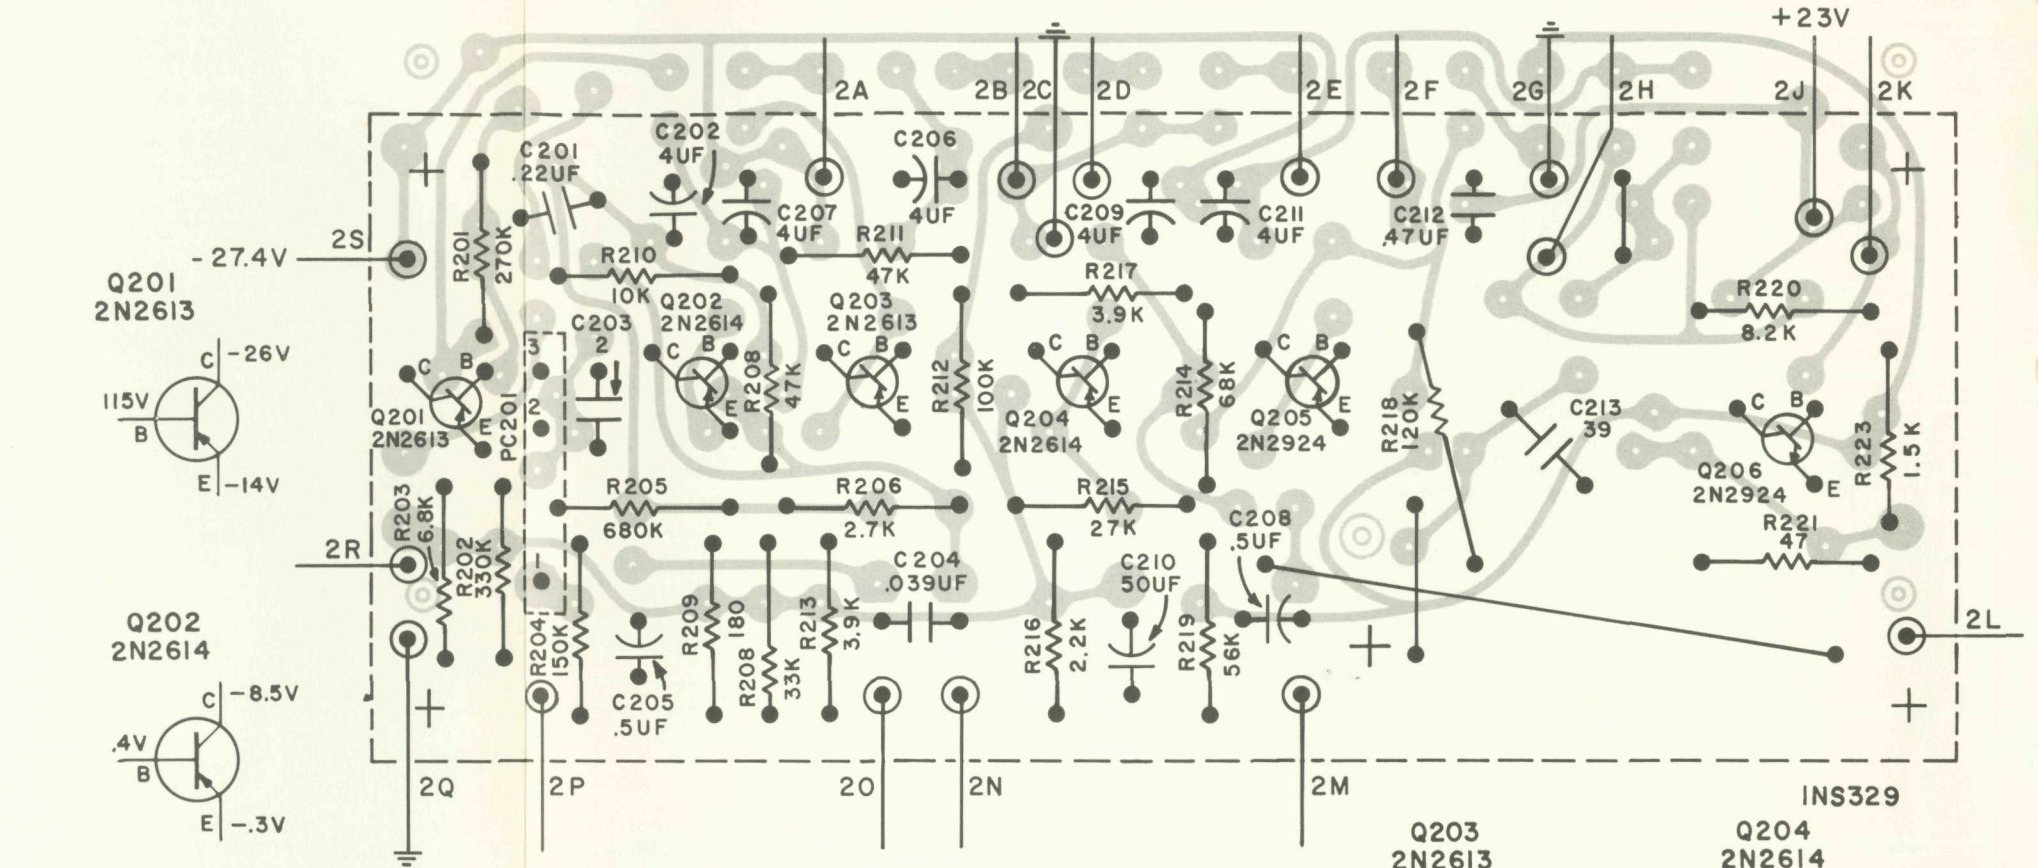 +23V
2A
2B
2C
2D
2E
2F
2G
2H
2J
2K
C202
4UF
C201
.22UF
C206
4UF
C207
4UF
C209
4UF
C211
4UF
C212
.47UF
2S
- 27.4V
R201
270K
R210
10K
R211
47K
R217
3.9K
R220
8.2K
Q201
2N2613
C
-26V
115V
B
E
-14V
C203
2
Q202
2N2614
C
B
E
R208
47K
Q203
2N2613
C
B
E
R212
100K
C
B
E
Q204
2N2614
R214
68K
C
B
E
Q205
2N2924
R218
120K
C213
39
C
B
E
Q206
2N2924
R223
1.5K
C
B
E
Q201
2N2613
PC201
3
2
1
R203
6.8K
R202
330K
R205
680K
R206
2.7K
R215
27K
C208
.5UF
R221
47
2R
R204
150K
C205
.5UF
R209
180
R208
33K
R213
3.9K
C204
.039UF
R216
2.2K
C210
50UF
R219
56K
2L
Q202
2N2614
C
-8.5V
.4V
B
E
-.3V
2Q
2P
2O
2N
2M
INS329
Q203
2N2613
Q204
2N2614